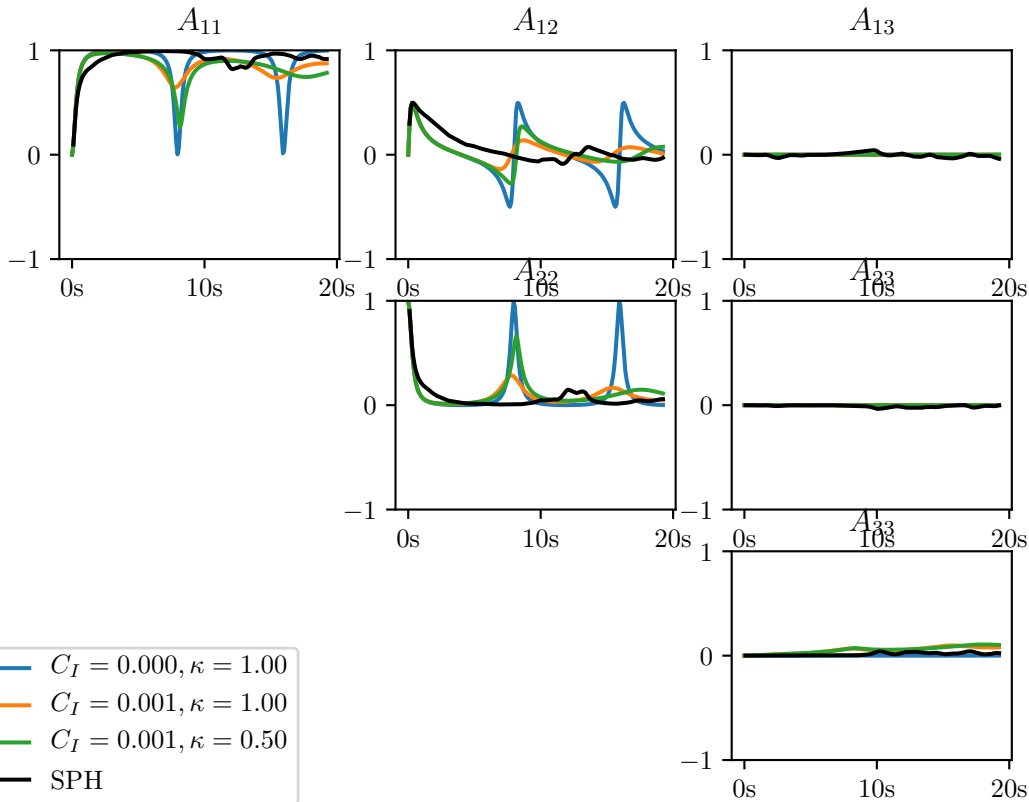 A₁₁ A₁₂ A₁₃
1 1 1
0 0 0
−1 −1 −1
0s 10s 20s 0s 10s 20s 0s 10s 20s
A₂₂ A₂₃
1 1
0 0
−1 −1
0s 10s 20s 0s 10s 20s
A₃₃
1
0
−1
0s 10s 20s
C_I = 0.000, κ = 1.00
C_I = 0.001, κ = 1.00
C_I = 0.001, κ = 0.50
SPH